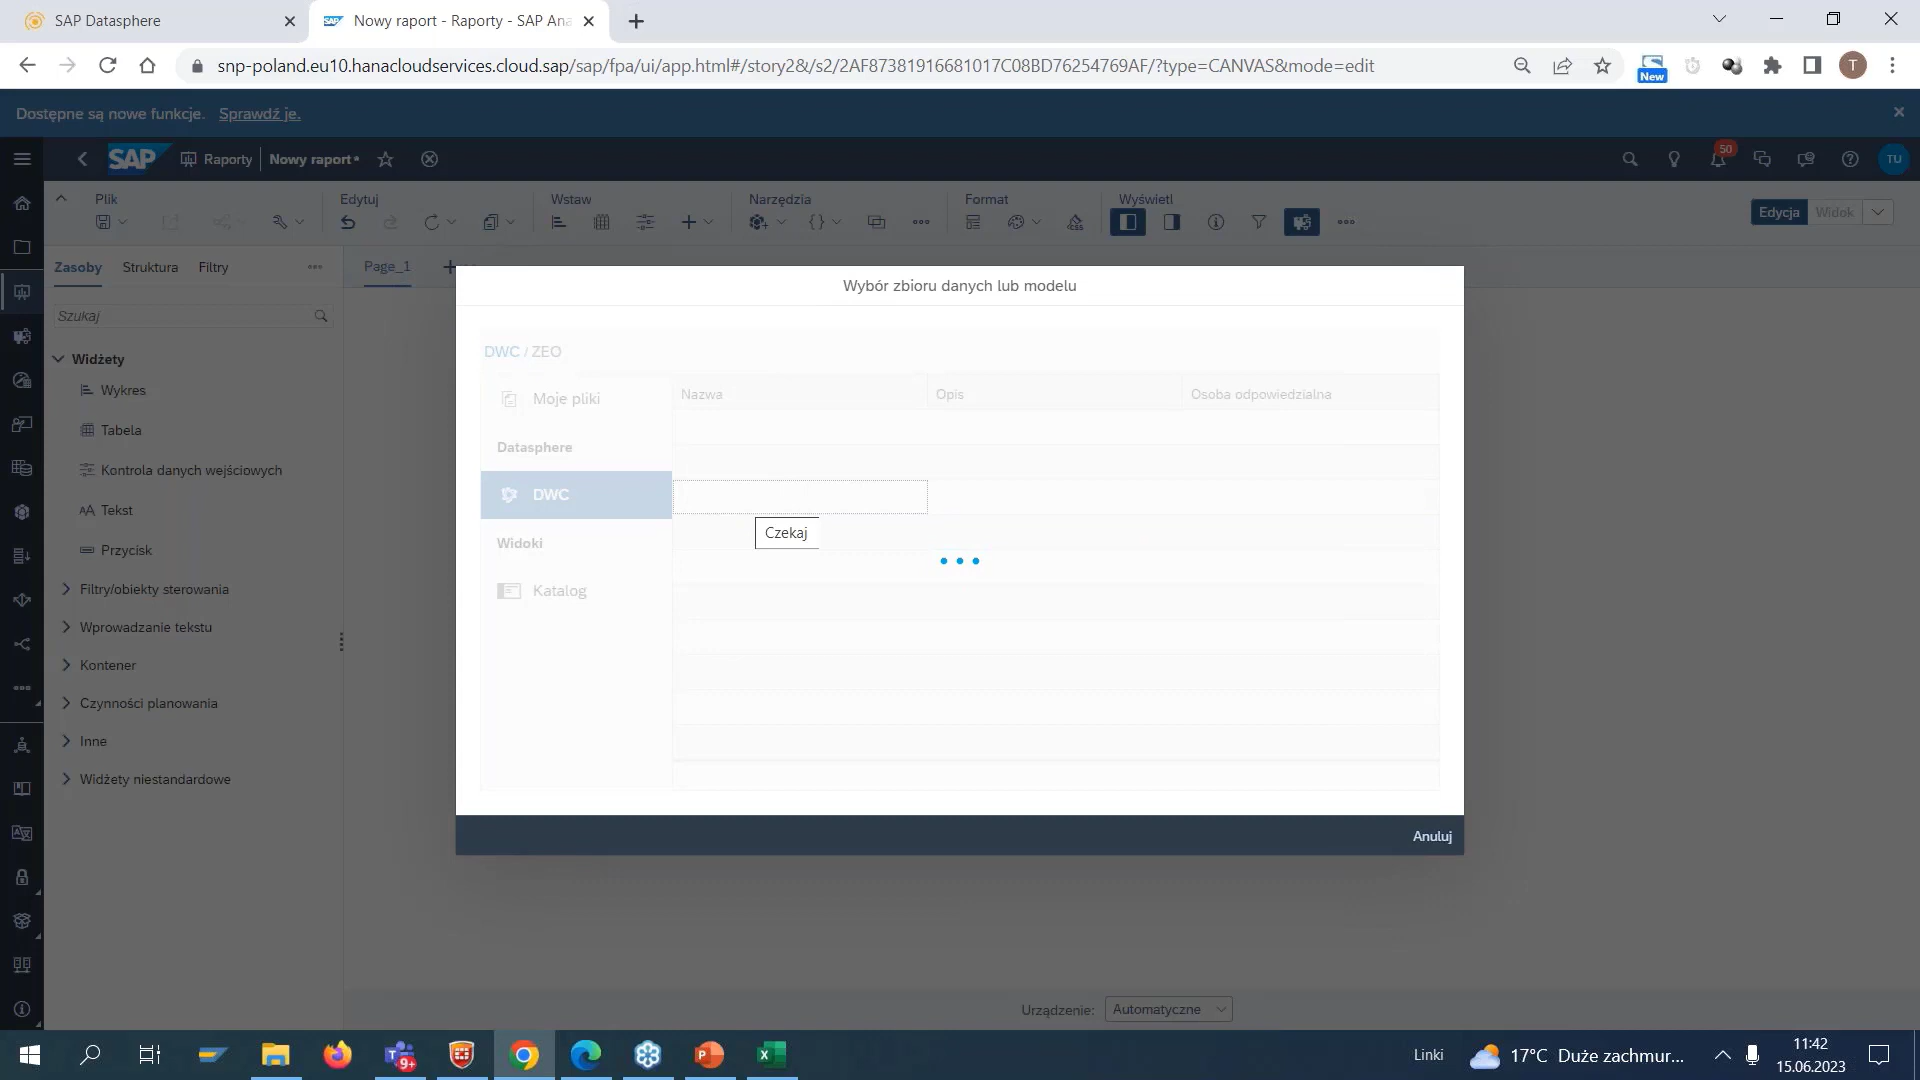 SAP Datasphere
Nowy raport - Raporty - SAP Ana
snp-poland.eu10.hanacloudservices.cloud.sap/sap/fpa/ui/app.html#/story2&/s2/2AF87381916681017C08BD76254769AF/?type=CANVAS&mode=edit
New
T
Dostępne są nowe funkcje. Sprawdź je.
SAP Raporty Nowy raport*
50
TU
Plik Edytuj Wstaw Narzędzia Format Wyświetl
Edycja Widok
Zasoby Struktura Filtry
Page_1
Szukaj
Widżety
Wykres
Tabela
Kontrola danych wejściowych
Tekst
Przycisk
Filtry/obiekty sterowania
Wprowadzanie tekstu
Kontener
Czynności planowania
Inne
Widżety niestandardowe
Wybór zbioru danych lub modelu
DWC / ZEO
Moje pliki
Nazwa Opis Osoba odpowiedzialna
Datasphere
DWC
Czekaj
Widoki
Katalog
Anuluj
Urządzenie: Automatyczne
9+
Linki
17°C Duże zachmur...
11:42
15.06.2023